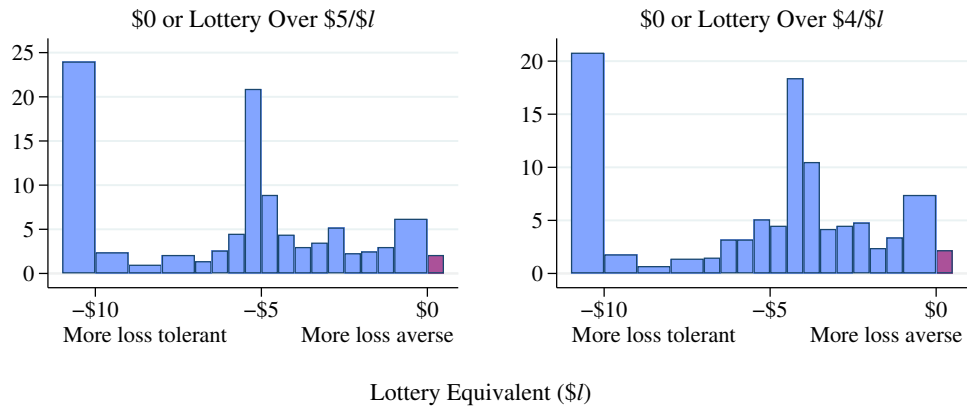 $0 or Lottery Over $5/$l
$0 or Lottery Over $4/$l
25
20
15
10
5
0
20
15
10
5
0
−$10
−$5
$0
−$10
−$5
$0
More loss tolerant
More loss averse
More loss tolerant
More loss averse
Lottery Equivalent ($l)